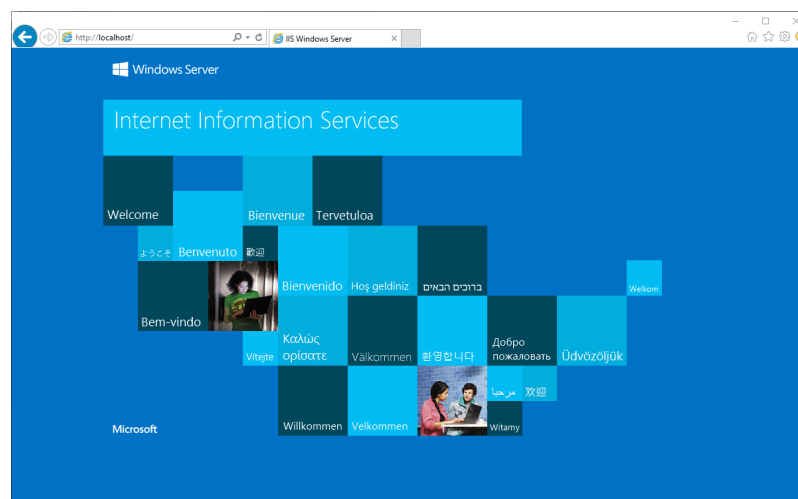 http://localhost/
IIS Windows Server
Windows Server
Internet Information Services
Welcome
Bienvenue
Tervetuloa
ようこそ
Benvenuto
歡迎
Bienvenido
Hoş geldiniz
ברוכים הבאים
Welkom
Bem-vindo
Vítejte
Καλώς
ορίσατε
Välkommen
환영합니다
Добро
пожаловать
Üdvözöljük
Microsoft
Willkommen
Velkommen
مرحبا
欢迎
Witamy